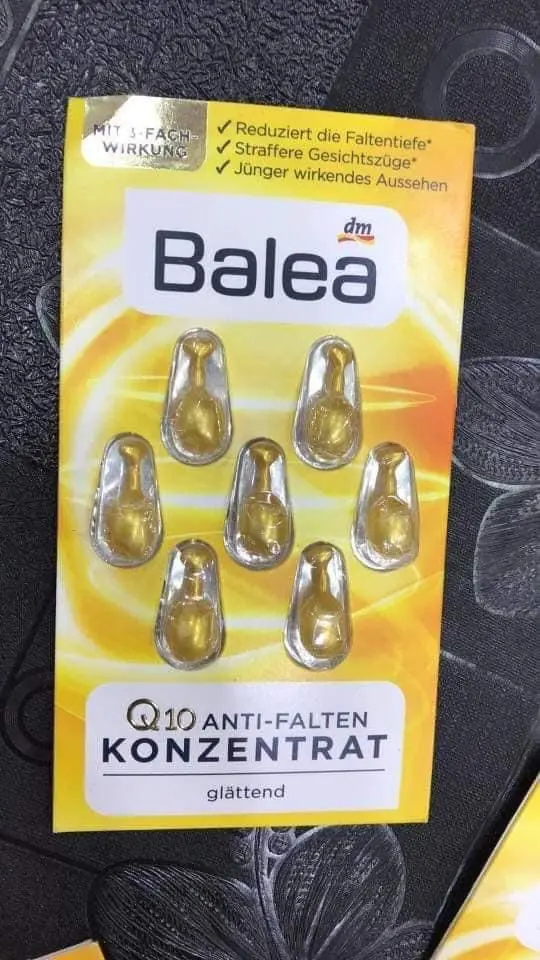 MIT 3-FACH-
WIRKUNG
✓ Reduziert die Faltentiefe*
✓ Straffere Gesichtszüge*
✓ Jünger wirkendes Aussehen
dm
Balea
Q10 ANTI-FALTEN
KONZENTRAT
glättend